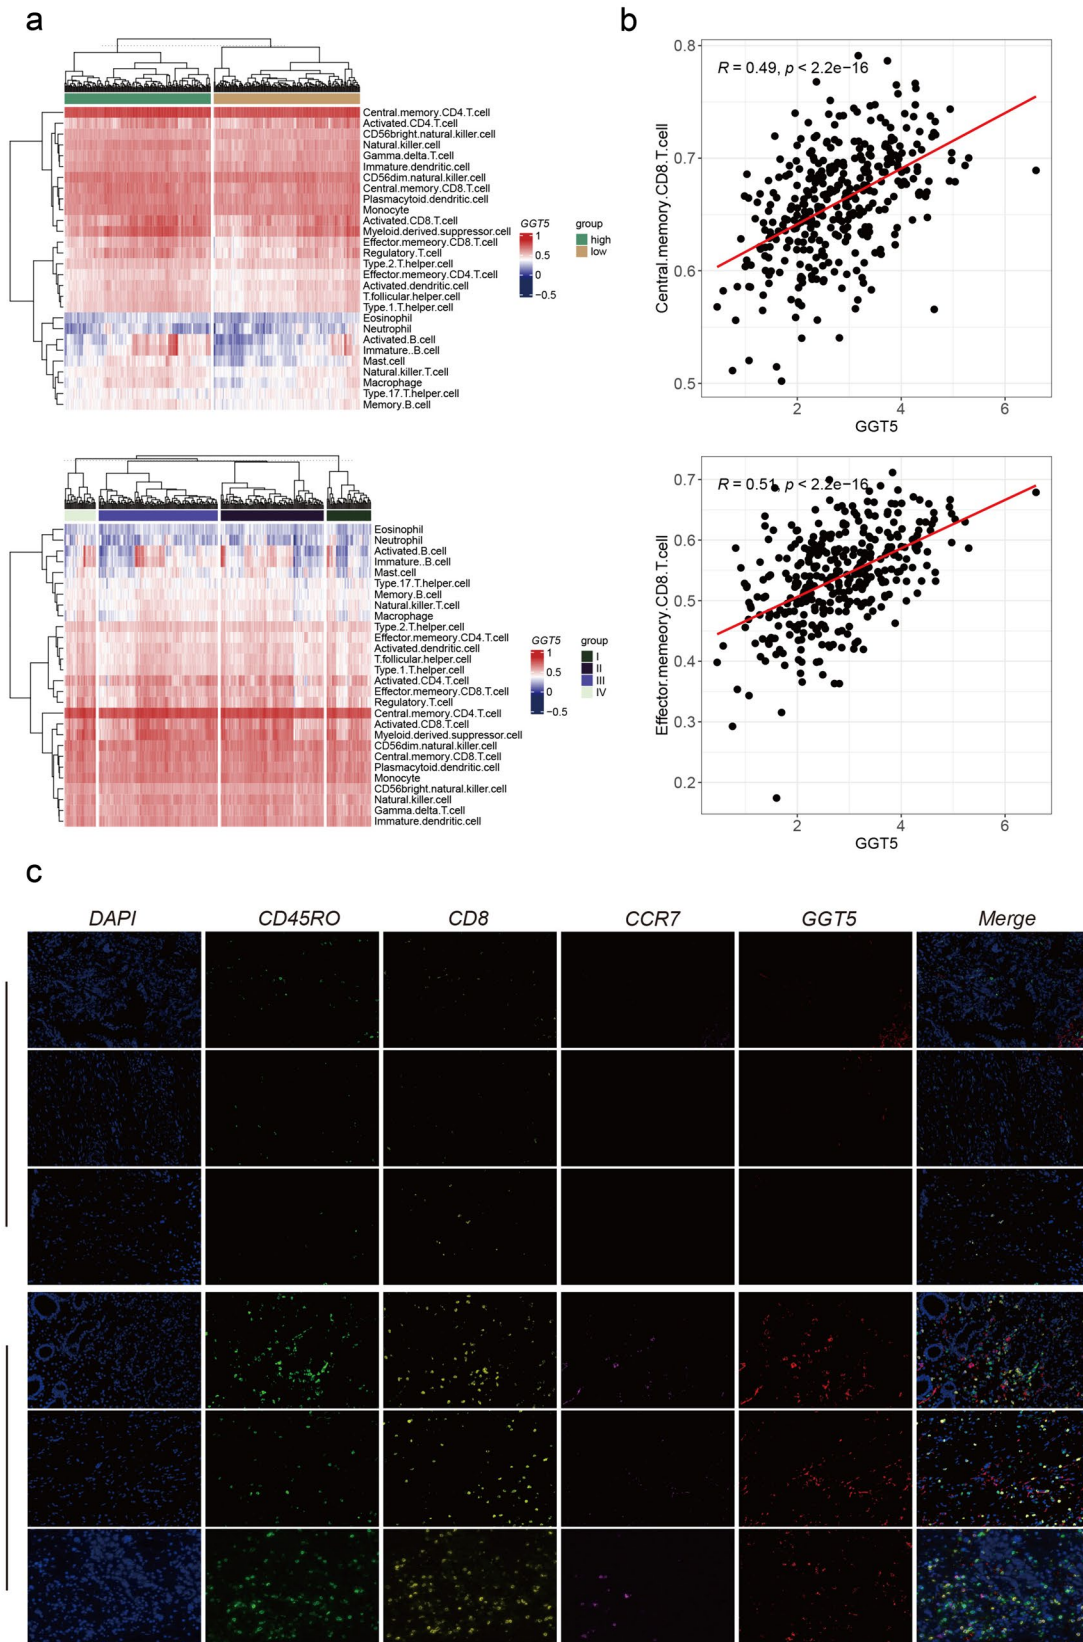 a
Central.memory.CD4.T.cell
Activated.CD4.T.cell
CD56bright.natural.killer.cell
Natural.killer.cell
Gamma.delta.T.cell
Immature.dendritic.cell
CD56dim.natural.killer.cell
Central.memory.CD8.T.cell
Plasmacytoid.dendritic.cell
Monocyte
Activated.CD8.T.cell
Myeloid.derived.suppressor.cell
Effector.memeory.CD8.T.cell
Regulatory.T.cell
Type.2.T.helper.cell
Effector.memeory.CD4.T.cell
Activated.dendritic.cell
T.follicular.helper.cell
Type.1.T.helper.cell
Eosinophil
Neutrophil
Activated.B.cell
Immature..B.cell
Mast.cell
Natural.killer.T.cell
Macrophage
Type.17.T.helper.cell
Memory.B.cell
GGT5
1
0.5
0
−0.5
group
high
low
Eosinophil
Neutrophil
Activated.B.cell
Immature..B.cell
Mast.cell
Type.17.T.helper.cell
Memory.B.cell
Natural.killer.T.cell
Macrophage
Type.2.T.helper.cell
Effector.memeory.CD4.T.cell
Activated.dendritic.cell
T.follicular.helper.cell
Type.1.T.helper.cell
Activated.CD4.T.cell
Effector.memeory.CD8.T.cell
Regulatory.T.cell
Central.memory.CD4.T.cell
Activated.CD8.T.cell
Myeloid.derived.suppressor.cell
CD56dim.natural.killer.cell
Central.memory.CD8.T.cell
Plasmacytoid.dendritic.cell
Monocyte
CD56bright.natural.killer.cell
Natural.killer.cell
Gamma.delta.T.cell
Immature.dendritic.cell
GGT5
1
0.5
0
−0.5
group
I
II
III
IV
b
R = 0.49, p < 2.2e−16
Central.memory.CD8.T.cell
0.8
0.7
0.6
0.5
2 4 6
GGT5
R = 0.51, p < 2.2e−16
Effector.memeory.CD8.T.cell
0.7
0.6
0.5
0.4
0.3
0.2
2 4 6
GGT5
c
DAPI CD45RO CD8 CCR7 GGT5 Merge